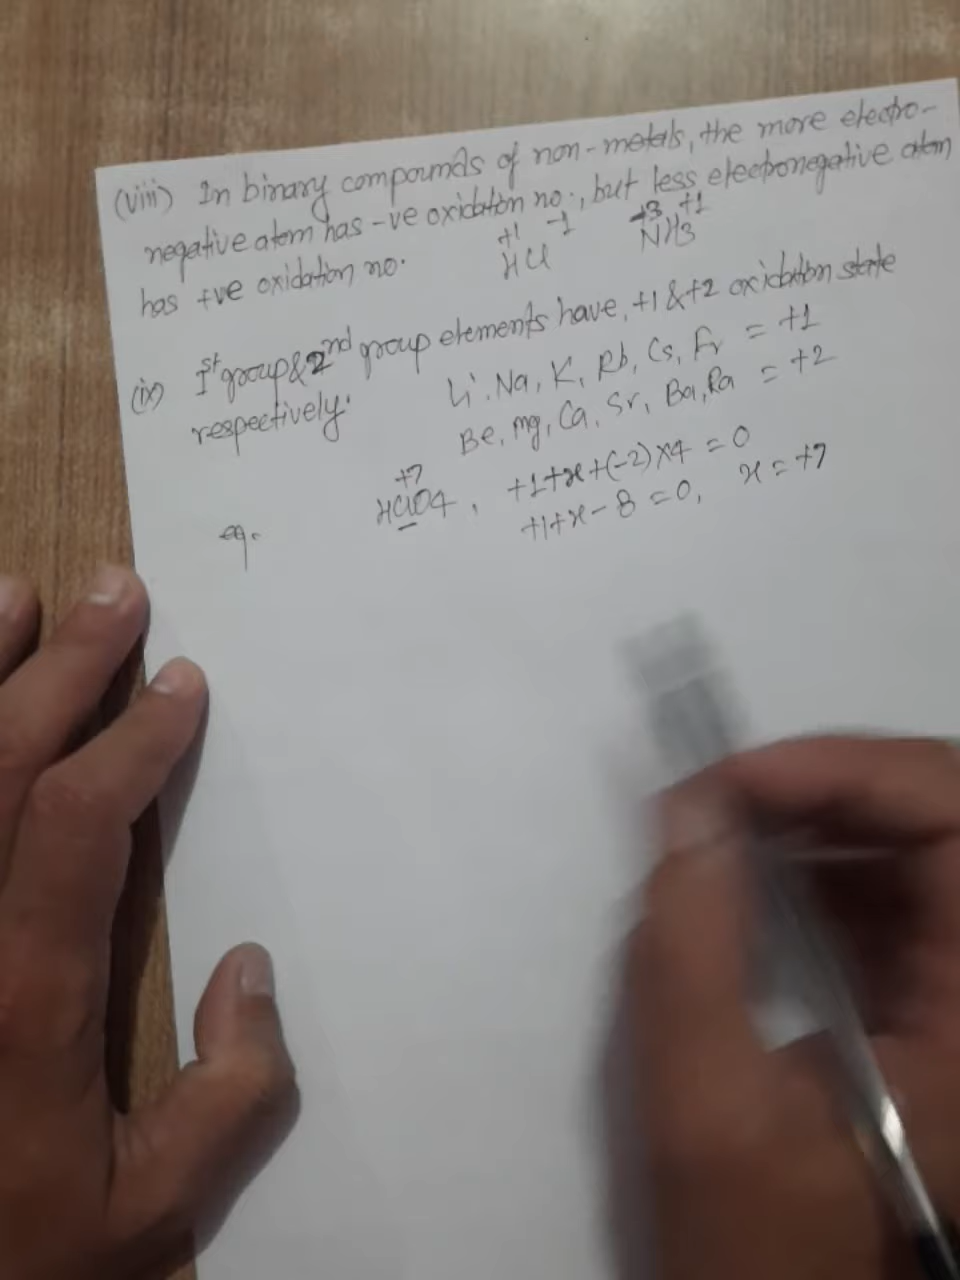 (viii) In binary compounds of non-metals, the more electro-
negative atom has -ve oxidation no., but less electronegative atom
has +ve oxidation no. +1 -1 HCl -3 +1 NH3
(ix) Ist group & 2nd group elements have, +1 & +2 oxidation state
respectively. Li, Na, K, Rb, Cs, Fr = +1
Be, Mg, Ca, Sr, Ba, Ra = +2
eg. +7 HClO4, +1+x+(-2)×4 = 0
+1+x-8=0, x = +7